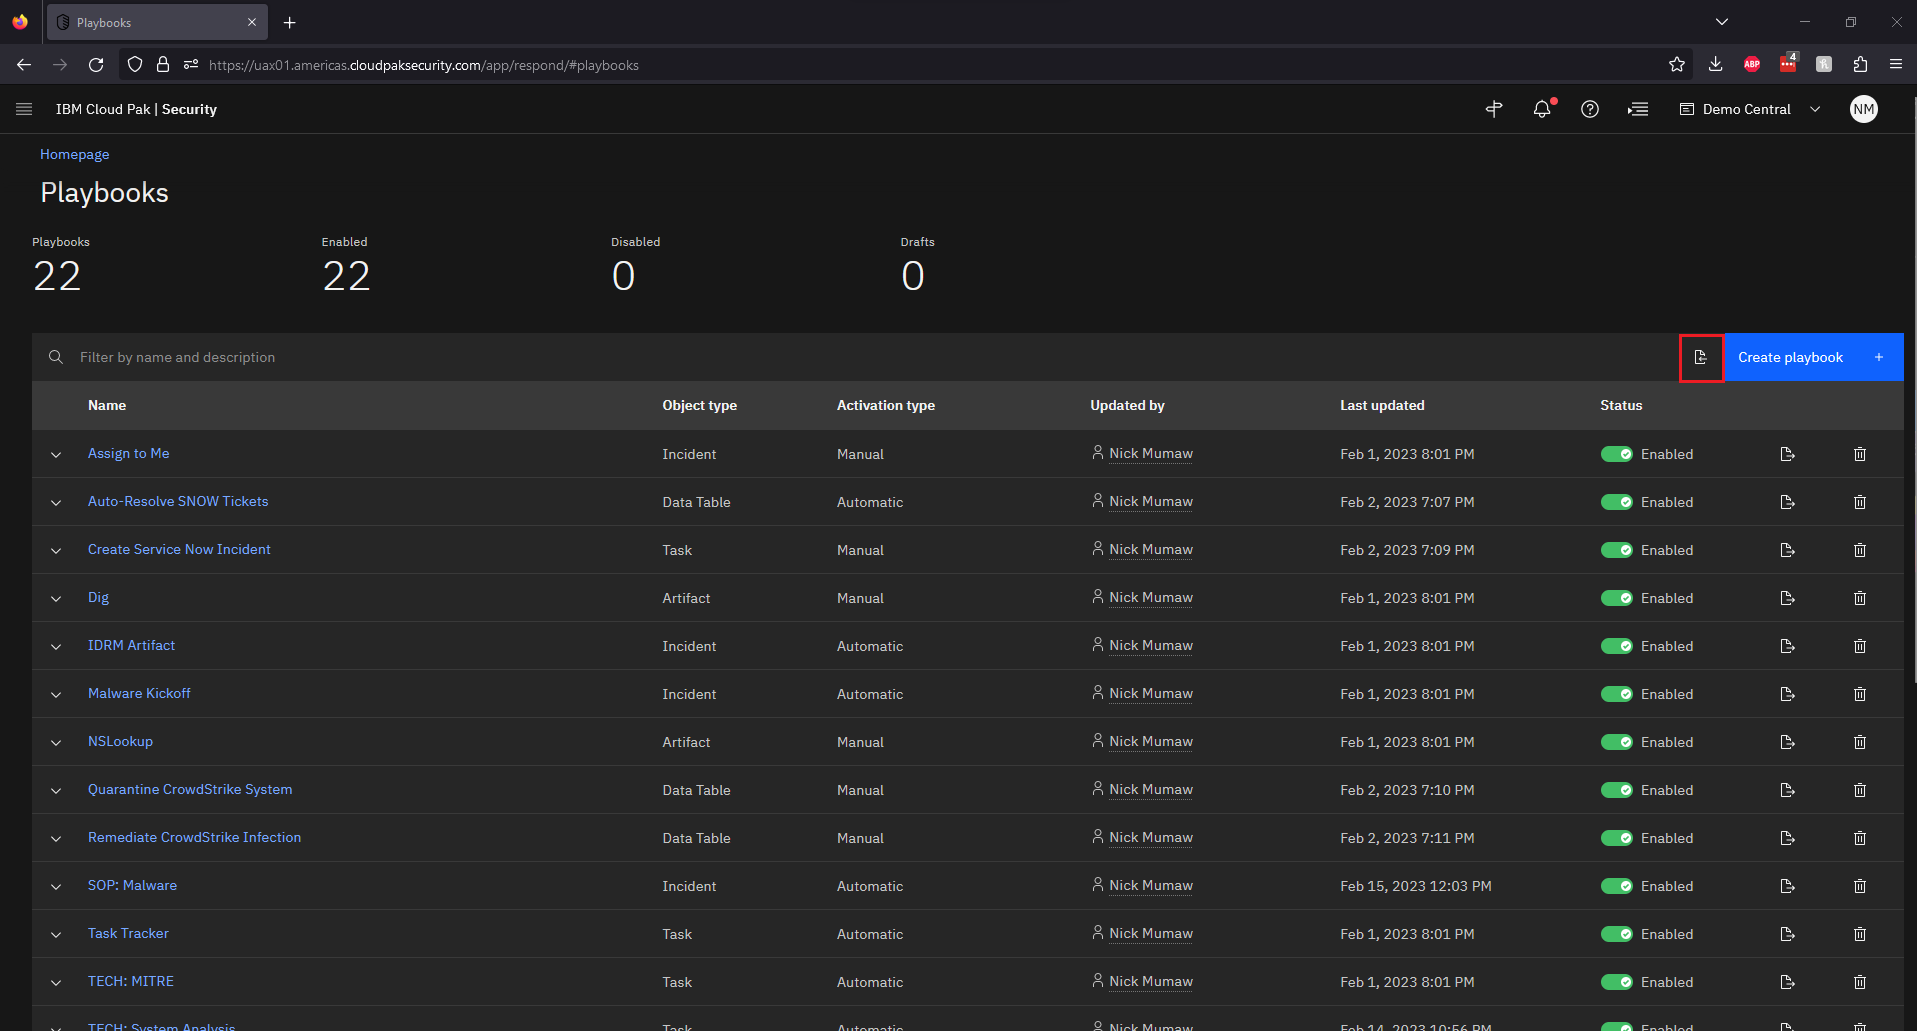 Playbooks
https://uax01.americas.cloudpaksecurity.com/app/respond/#playbooks
ABP
4
IBM Cloud Pak | Security
Demo Central
NM
Homepage
Playbooks
Playbooks Enabled Disabled Drafts
22 22 0 0
Filter by name and description
Create playbook +
Name Object type Activation type Updated by Last updated Status
Assign to Me Incident Manual Nick Mumaw Feb 1, 2023 8:01 PM Enabled
Auto-Resolve SNOW Tickets Data Table Automatic Nick Mumaw Feb 2, 2023 7:07 PM Enabled
Create Service Now Incident Task Manual Nick Mumaw Feb 2, 2023 7:09 PM Enabled
Dig Artifact Manual Nick Mumaw Feb 1, 2023 8:01 PM Enabled
IDRM Artifact Incident Automatic Nick Mumaw Feb 1, 2023 8:01 PM Enabled
Malware Kickoff Incident Automatic Nick Mumaw Feb 1, 2023 8:01 PM Enabled
NSLookup Artifact Manual Nick Mumaw Feb 1, 2023 8:01 PM Enabled
Quarantine CrowdStrike System Data Table Manual Nick Mumaw Feb 2, 2023 7:10 PM Enabled
Remediate CrowdStrike Infection Data Table Manual Nick Mumaw Feb 2, 2023 7:11 PM Enabled
SOP: Malware Incident Automatic Nick Mumaw Feb 15, 2023 12:03 PM Enabled
Task Tracker Task Automatic Nick Mumaw Feb 1, 2023 8:01 PM Enabled
TECH: MITRE Task Automatic Nick Mumaw Feb 1, 2023 8:01 PM Enabled
TECH: System Analysis Task Automatic Nick Mumaw Feb 14, 2023 10:56 PM Enabled